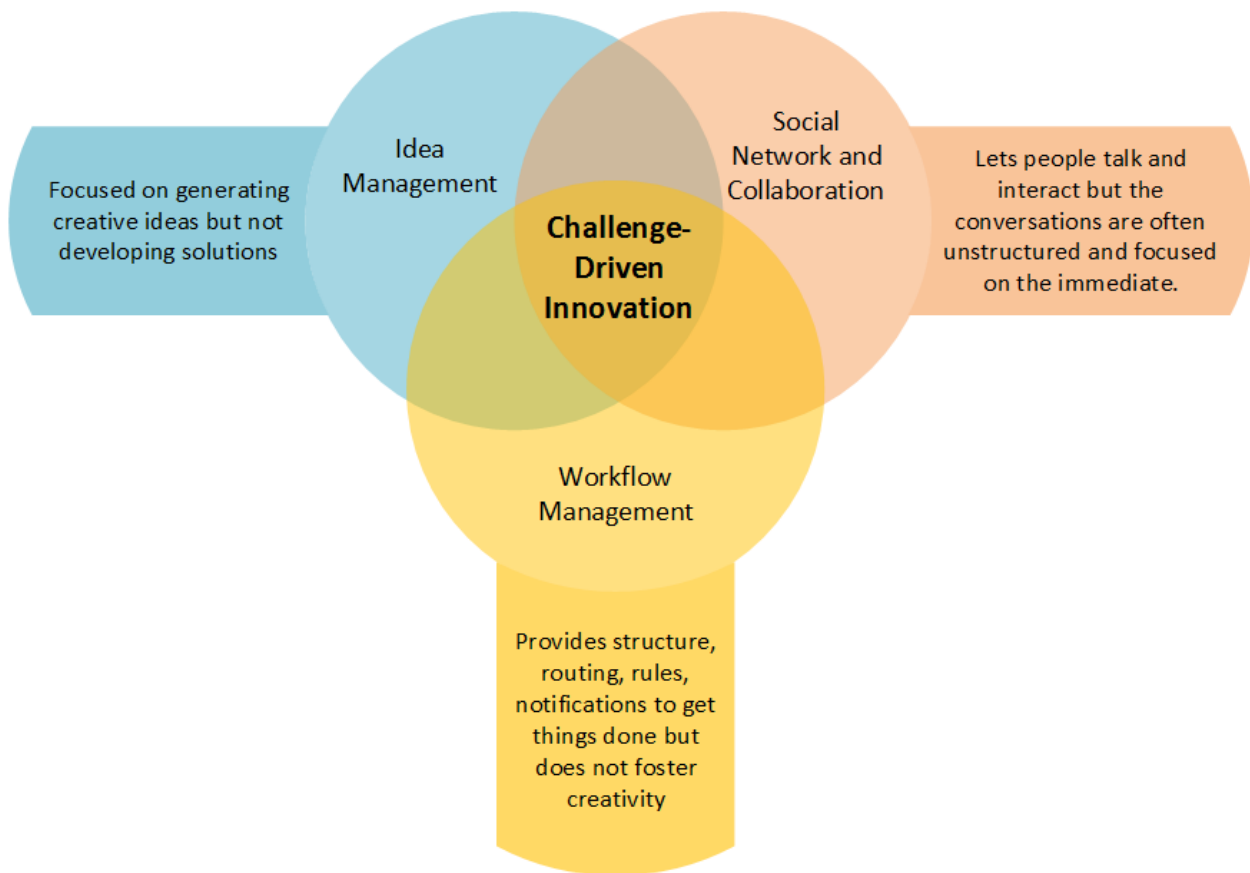 Idea
Management
Social
Network and
Collaboration
Focused on generating
creative ideas but not
developing solutions
Lets people talk and
interact but the
conversations are often
unstructured and focused
on the immediate.
Challenge-
Driven
Innovation
Workflow
Management
Provides structure,
routing, rules,
notifications to get
things done but
does not foster
creativity